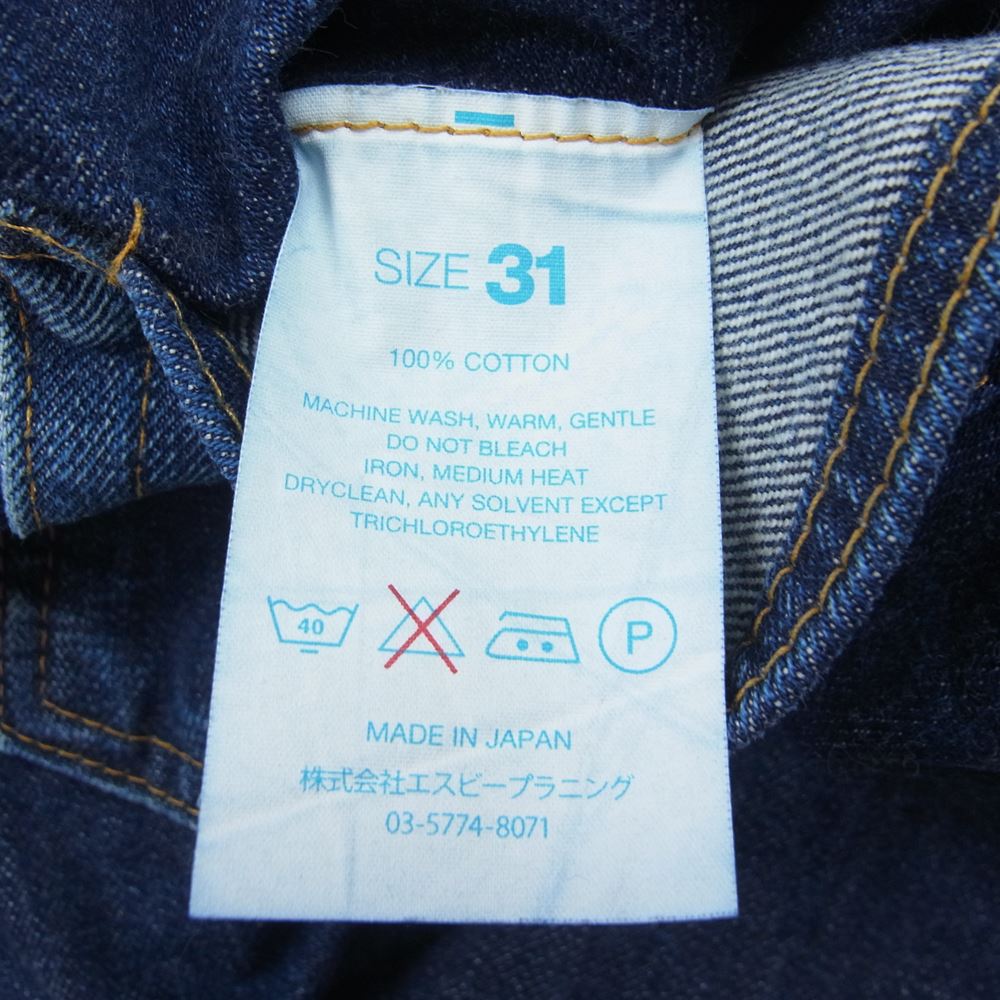 SIZE 31
100% COTTON
MACHINE WASH, WARM, GENTLE
DO NOT BLEACH
IRON, MEDIUM HEAT
DRYCLEAN, ANY SOLVENT EXCEPT
TRICHLOROETHYLENE
40 P
MADE IN JAPAN
株式会社エスビープラニング
03-5774-8071